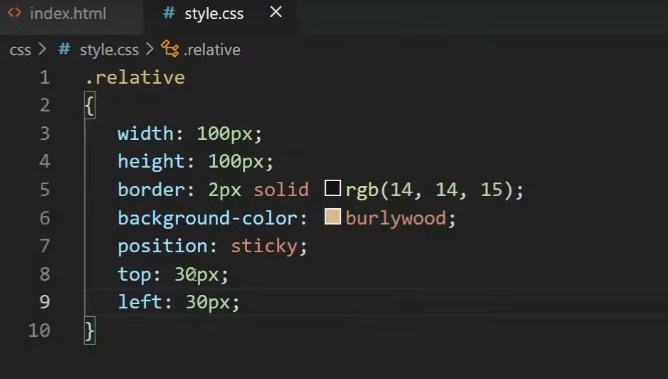 <> index.html # style.css ×
css > # style.css > .relative
1 .relative
2 {
3 width: 100px;
4 height: 100px;
5 border: 2px solid rgb(14, 14, 15);
6 background-color: burlywood;
7 position: sticky;
8 top: 30px;
9 left: 30px;
10 }